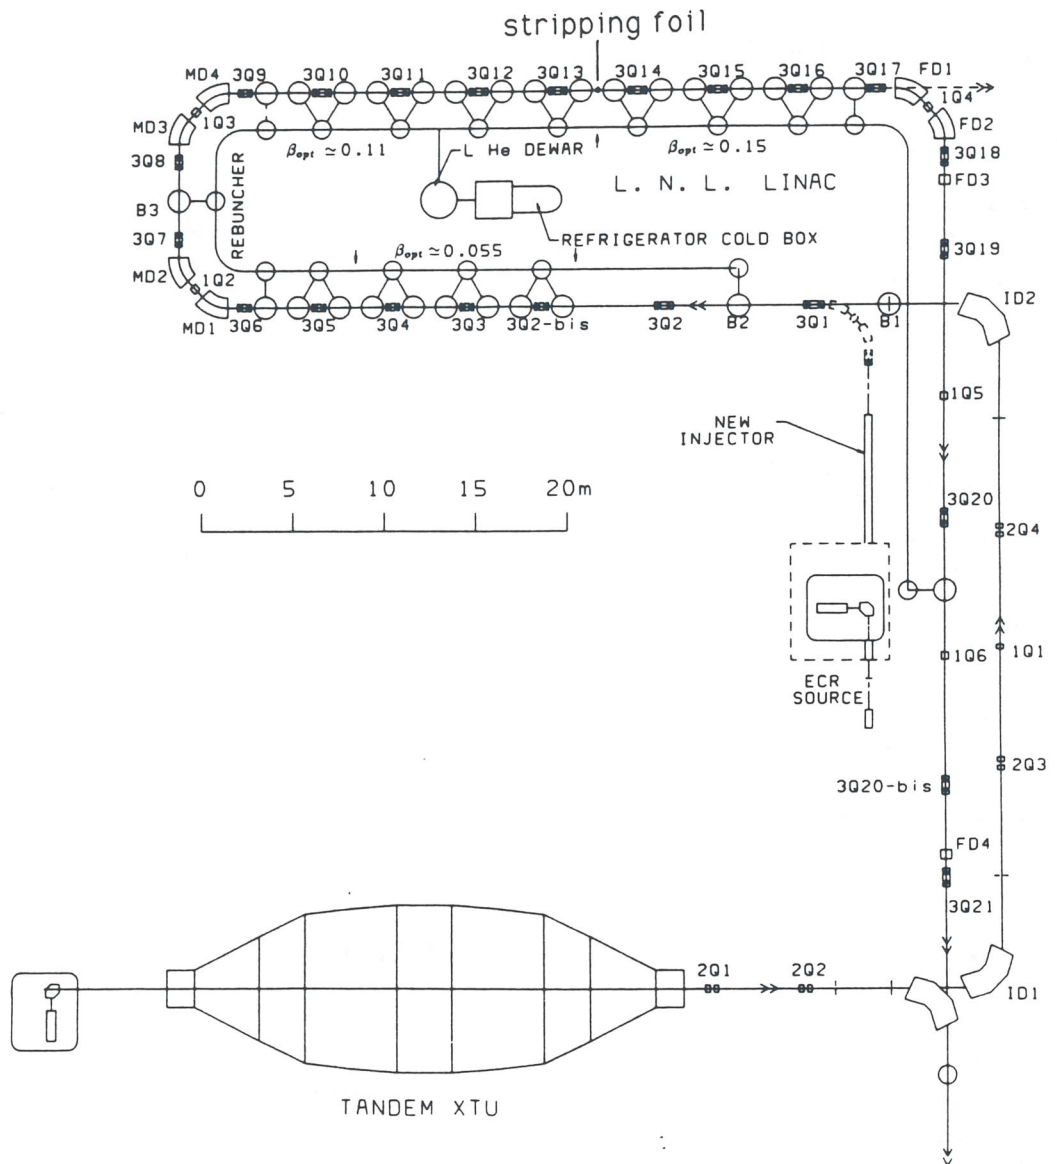 stripping foil
MD4
3Q9
3Q10
3Q11
3Q12
3Q13
3Q14
3Q15
3Q16
3Q17
FD1
1Q4
1Q3
MD3
FD2
3Q8
βopt ≃0.11
L He DEWAR
βopt ≃0.15
3Q18
FD3
L. N. L. LINAC
REBUNCHER
B3
3Q7
REFRIGERATOR COLD BOX
3Q19
βopt ≃0.055
MD2
1Q2
ID2
MD1
3Q6
3Q5
3Q4
3Q3
3Q2-bis
3Q2
B2
3Q1
B1
1Q5
NEW
INJECTOR
0 5 10 15 20m
3Q20
2Q4
1Q6
1Q1
ECR
SOURCE
2Q3
3Q20-bis
FD4
3Q21
2Q1
2Q2
ID1
TANDEM XTU